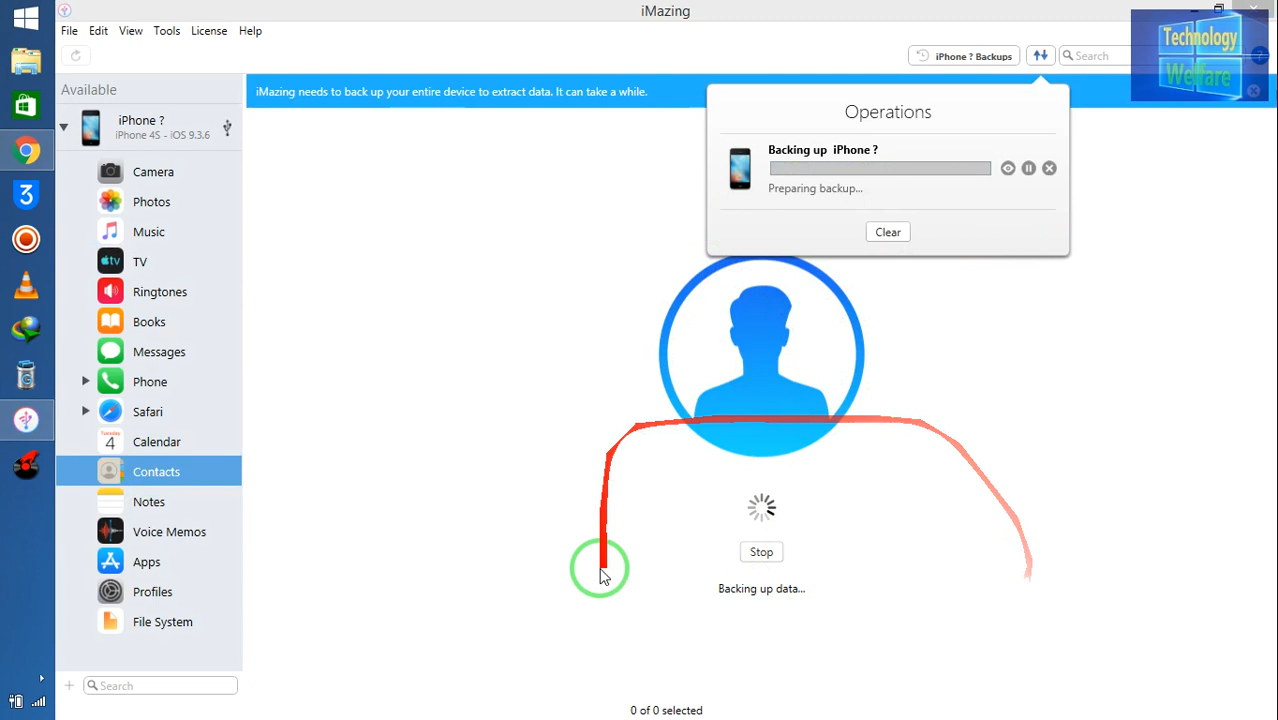 iMazing
File Edit View Tools License Help
iPhone ? Backups
Search
Technology
Welfare
Available
iMazing needs to back up your entire device to extract data. It can take a while.
Operations
Backing up iPhone ?
Preparing backup...
Clear
iPhone ?
iPhone 4S - iOS 9.3.6
Camera
Photos
Music
tv
TV
Ringtones
Books
Messages
Phone
Safari
Tuesday
4
Calendar
Contacts
Notes
Voice Memos
Apps
Profiles
File System
Search
3
Stop
Backing up data...
0 of 0 selected